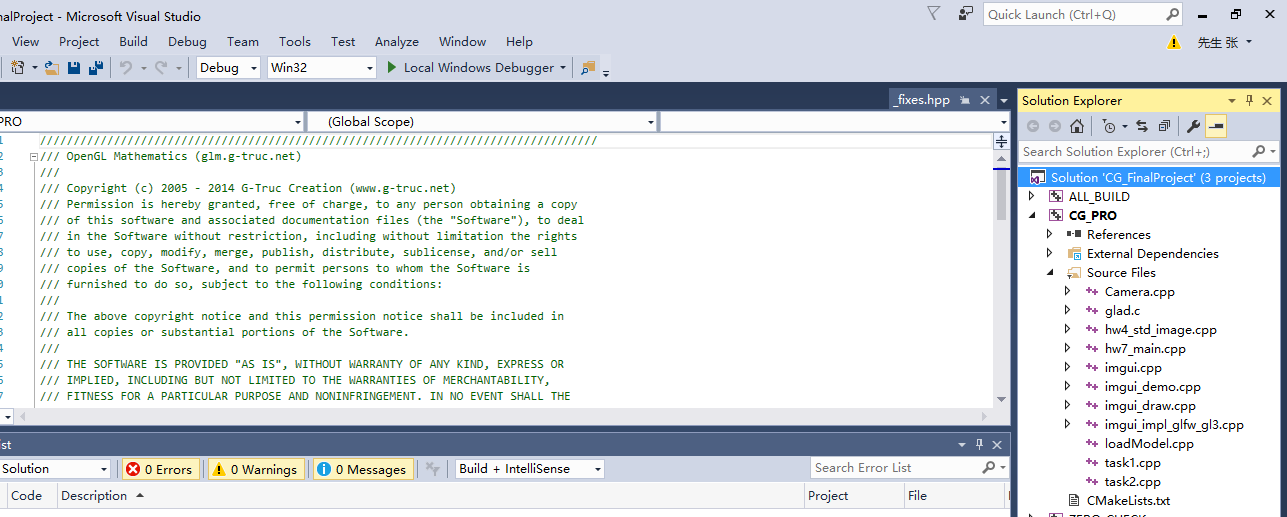 nalProject - Microsoft Visual Studio
Quick Launch (Ctrl+Q)
View Project Build Debug Team Tools Test Analyze Window Help
先生 张
Debug Win32 Local Windows Debugger
_fixes.hpp
PRO (Global Scope)
1 ///////////////////////////////////////////////////////////////////////////////////
2 /// OpenGL Mathematics (glm.g-truc.net)
3 ///
4 /// Copyright (c) 2005 - 2014 G-Truc Creation (www.g-truc.net)
5 /// Permission is hereby granted, free of charge, to any person obtaining a copy
6 /// of this software and associated documentation files (the "Software"), to deal
7 /// in the Software without restriction, including without limitation the rights
8 /// to use, copy, modify, merge, publish, distribute, sublicense, and/or sell
9 /// copies of the Software, and to permit persons to whom the Software is
0 /// furnished to do so, subject to the following conditions:
1 ///
2 /// The above copyright notice and this permission notice shall be included in
3 /// all copies or substantial portions of the Software.
4 ///
5 /// THE SOFTWARE IS PROVIDED "AS IS", WITHOUT WARRANTY OF ANY KIND, EXPRESS OR
6 /// IMPLIED, INCLUDING BUT NOT LIMITED TO THE WARRANTIES OF MERCHANTABILITY,
7 /// FITNESS FOR A PARTICULAR PURPOSE AND NONINFRINGEMENT. IN NO EVENT SHALL THE
ist
Solution 0 Errors 0 Warnings 0 Messages Build + IntelliSense Search Error List
Code Description Project File
Solution Explorer
Search Solution Explorer (Ctrl+;)
Solution 'CG_FinalProject' (3 projects)
ALL_BUILD
CG_PRO
References
External Dependencies
Source Files
Camera.cpp
glad.c
hw4_std_image.cpp
hw7_main.cpp
imgui.cpp
imgui_demo.cpp
imgui_draw.cpp
imgui_impl_glfw_gl3.cpp
loadModel.cpp
task1.cpp
task2.cpp
CMakeLists.txt
ZERO_CHECK